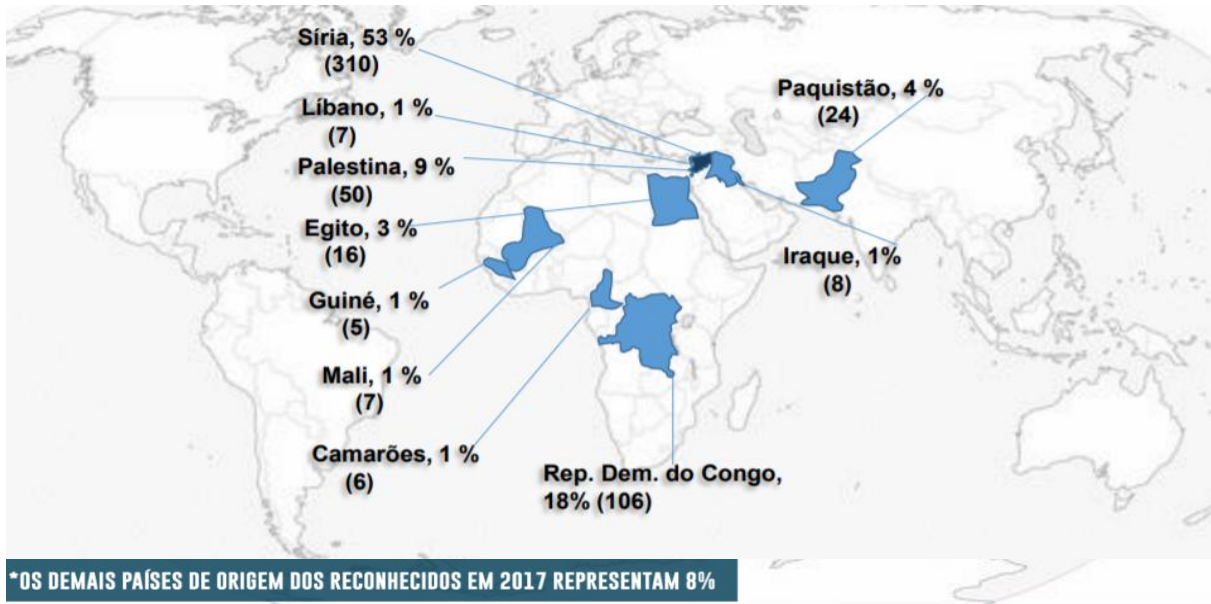 Síria, 53 %
(310)
Líbano, 1 %
(7)
Palestina, 9 %
(50)
Egito, 3 %
(16)
Guiné, 1 %
(5)
Mali, 1 %
(7)
Camarões, 1 %
(6)
Paquistão, 4 %
(24)
Iraque, 1%
(8)
Rep. Dem. do Congo,
18% (106)
*OS DEMAIS PAÍSES DE ORIGEM DOS RECONHECIDOS EM 2017 REPRESENTAM 8%